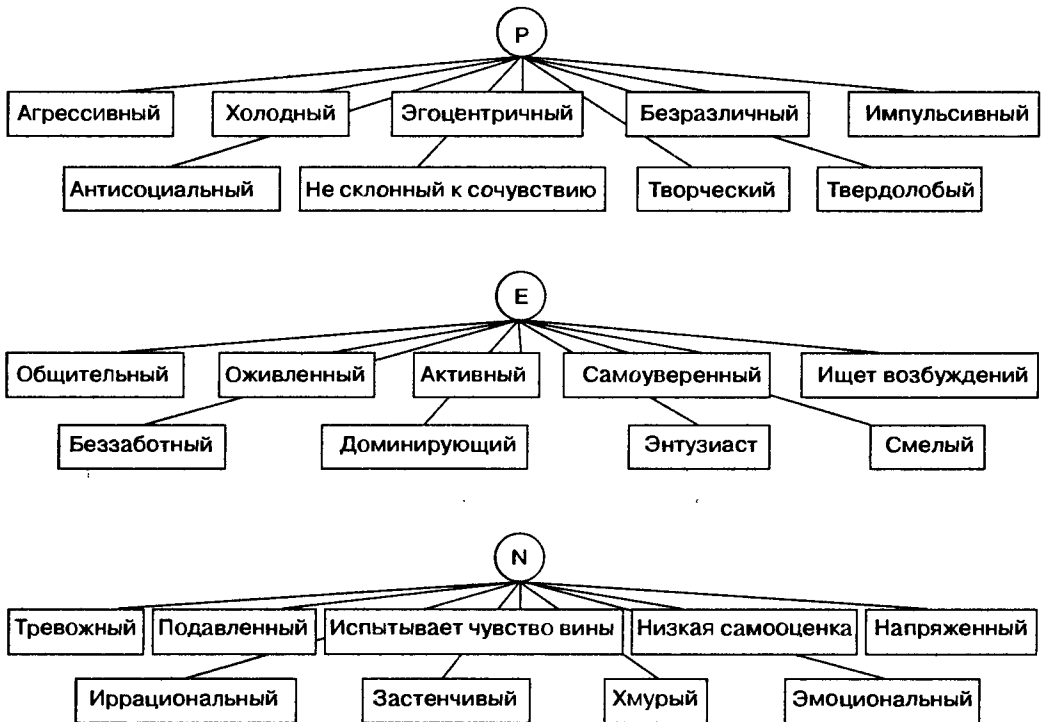 P
Агрессивный Холодный Эгоцентричный Безразличный Импульсивный
Антисоциальный Не склонный к сочувствию Творческий Твердолобый
E
Общительный Оживленный Активный Самоуверенный Ищет возбуждений
Беззаботный Доминирующий Энтузиаст Смелый
N
Тревожный Подавленный Испытывает чувство вины Низкая самооценка Напряженный
Иррациональный Застенчивый Хмурый Эмоциональный